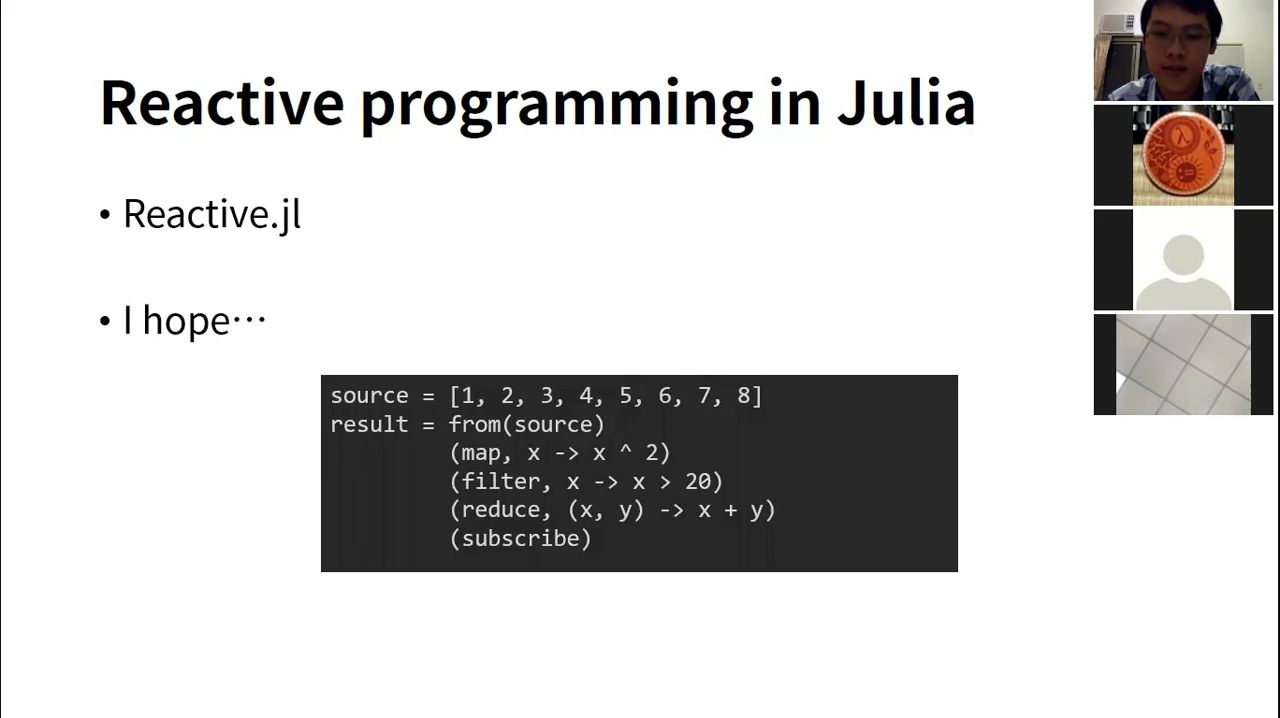 Reactive programming in Julia
• Reactive.jl
• I hope⋯
source = [1, 2, 3, 4, 5, 6, 7, 8]
result = from(source)
(map, x -> x ^ 2)
(filter, x -> x > 20)
(reduce, (x, y) -> x + y)
(subscribe)
λ